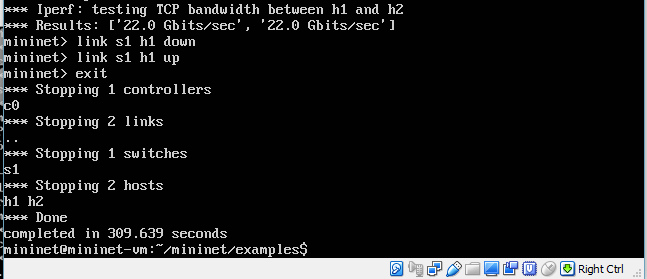 *** Iperf: testing TCP bandwidth between h1 and h2
*** Results: ['22.0 Gbits/sec', '22.0 Gbits/sec']
mininet> link s1 h1 down
mininet> link s1 h1 up
mininet> exit
*** Stopping 1 controllers
c0
*** Stopping 2 links
..
*** Stopping 1 switches
s1
*** Stopping 2 hosts
h1 h2
*** Done
completed in 309.639 seconds
mininet@mininet-vm:~/mininet/examples$
Right Ctrl